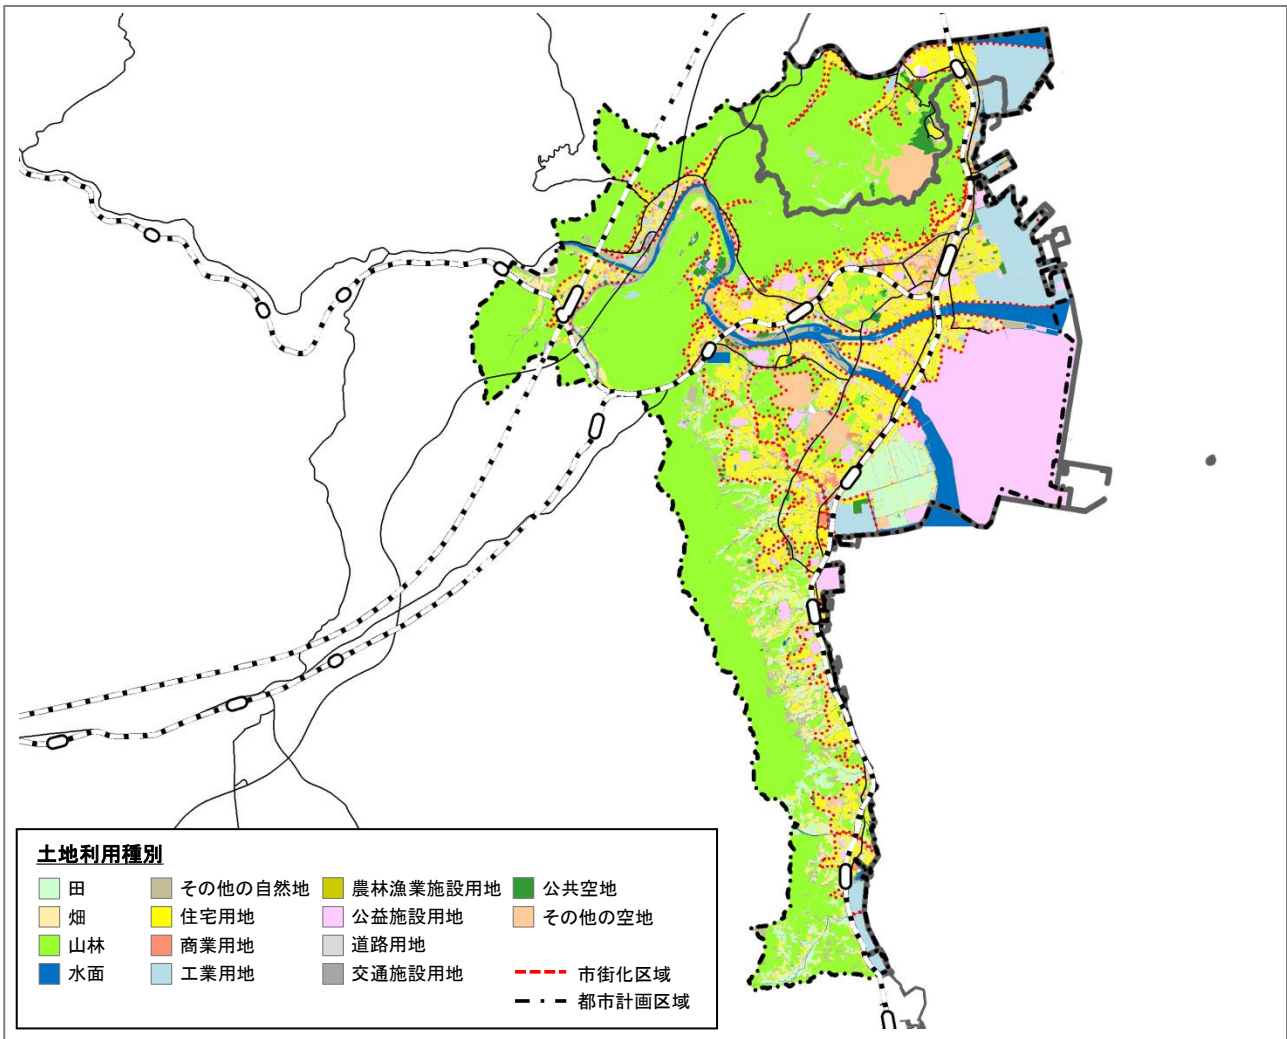 土地利用種別
田 その他の自然地 農林漁業施設用地 公共空地
畑 住宅用地 公益施設用地 その他の空地
山林 商業用地 道路用地
水面 工業用地 交通施設用地 市街化区域
都市計画区域